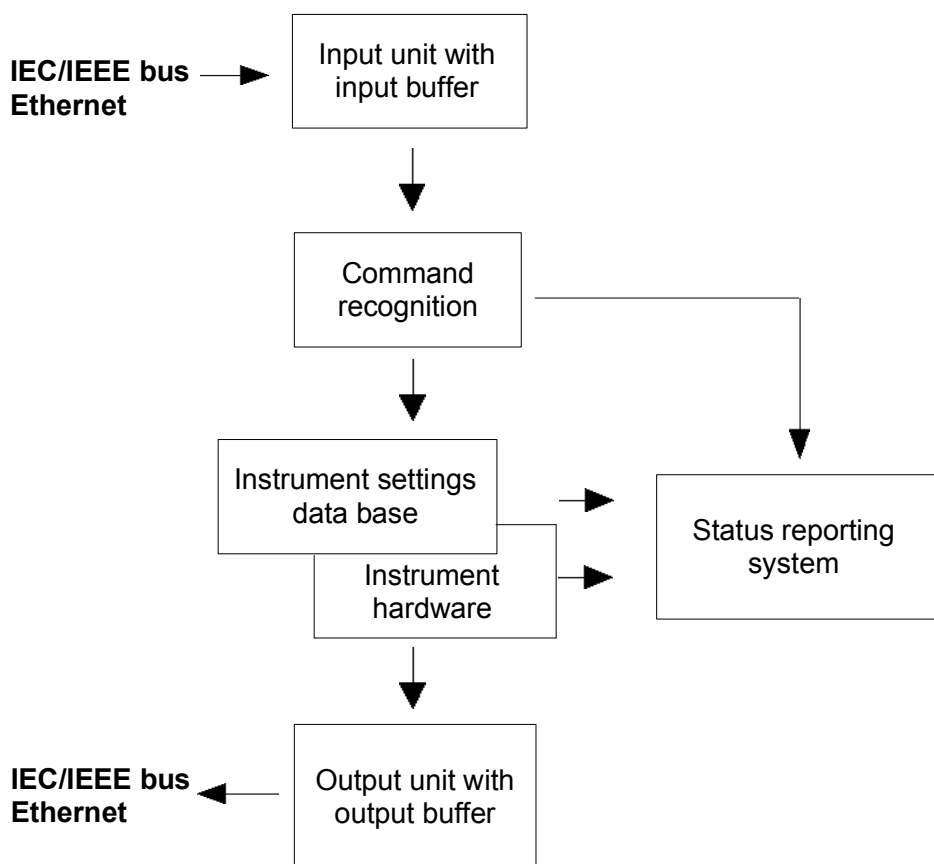 Input unit with
input buffer
IEC/IEEE bus
Ethernet
Command
recognition
Instrument settings
data base
Instrument
hardware
Status reporting
system
Output unit with
output buffer
IEC/IEEE bus
Ethernet